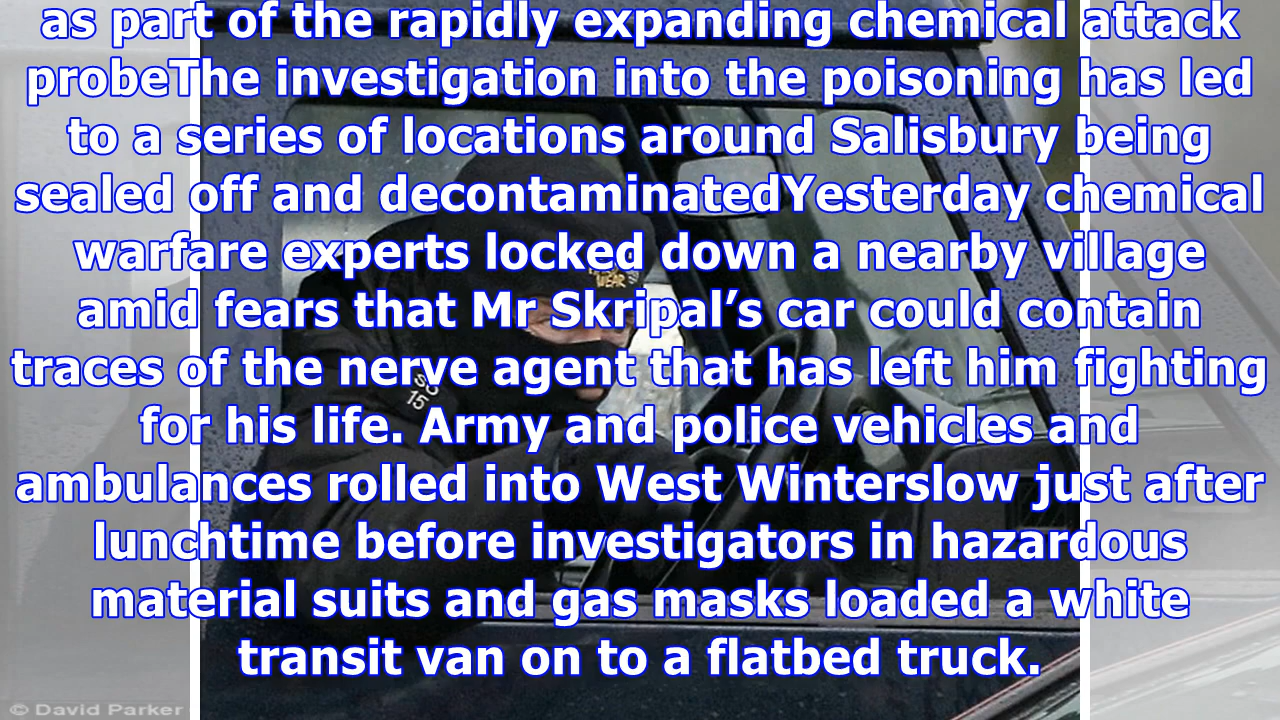 as part of the rapidly expanding chemical attack
probeThe investigation into the poisoning has led
to a series of locations around Salisbury being
sealed off and decontaminatedYesterday chemical
warfare experts locked down a nearby village
WEAR
amid fears that Mr Skripal’s car could contain
traces of the nerve agent that has left him fighting
15
for his life. Army and police vehicles and
ambulances rolled into West Winterslow just after
lunchtime before investigators in hazardous
material suits and gas masks loaded a white
transit van on to a flatbed truck.
© David Parker